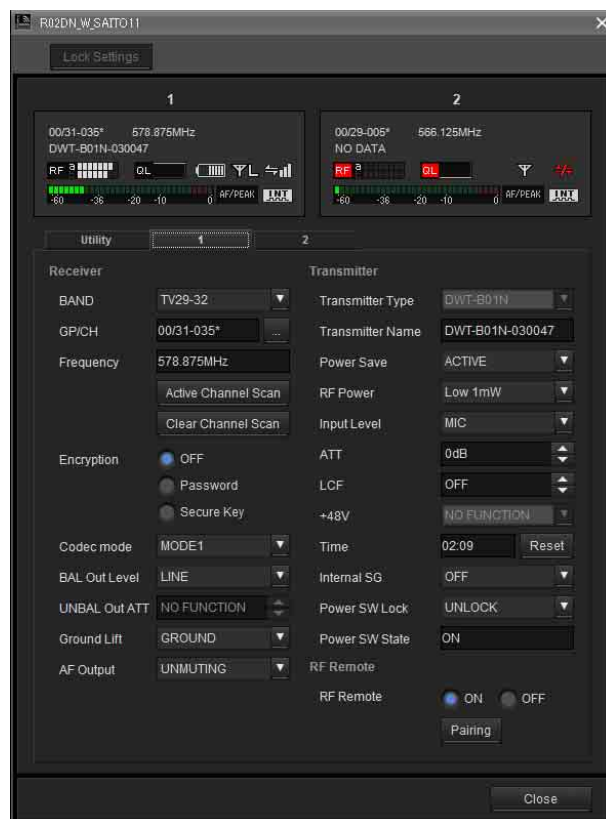 R02DN_W_SAITO11
Lock Settings
1
00/31-035* 578.875MHz
DWT-B01N-030047
RF a QL L
-60 -36 -20 -10 0 AF/PEAK INT
2
00/29-005* 566.125MHz
NO DATA
RF a QL
-60 -36 -20 -10 0 AF/PEAK INT
Utility 1 2
Receiver
BAND TV29-32
GP/CH 00/31-035* ...
Frequency 578.875MHz
Active Channel Scan
Clear Channel Scan
Encryption OFF
Password
Secure Key
Codec mode MODE1
BAL Out Level LINE
UNBAL Out ATT NO FUNCTION
Ground Lift GROUND
AF Output UNMUTING
Transmitter
Transmitter Type DWT-B01N
Transmitter Name DWT-B01N-030047
Power Save ACTIVE
RF Power Low 1mW
Input Level MIC
ATT 0dB
LCF OFF
+48V NO FUNCTION
Time 02:09 Reset
Internal SG OFF
Power SW Lock UNLOCK
Power SW State ON
RF Remote
RF Remote ON OFF
Pairing
Close